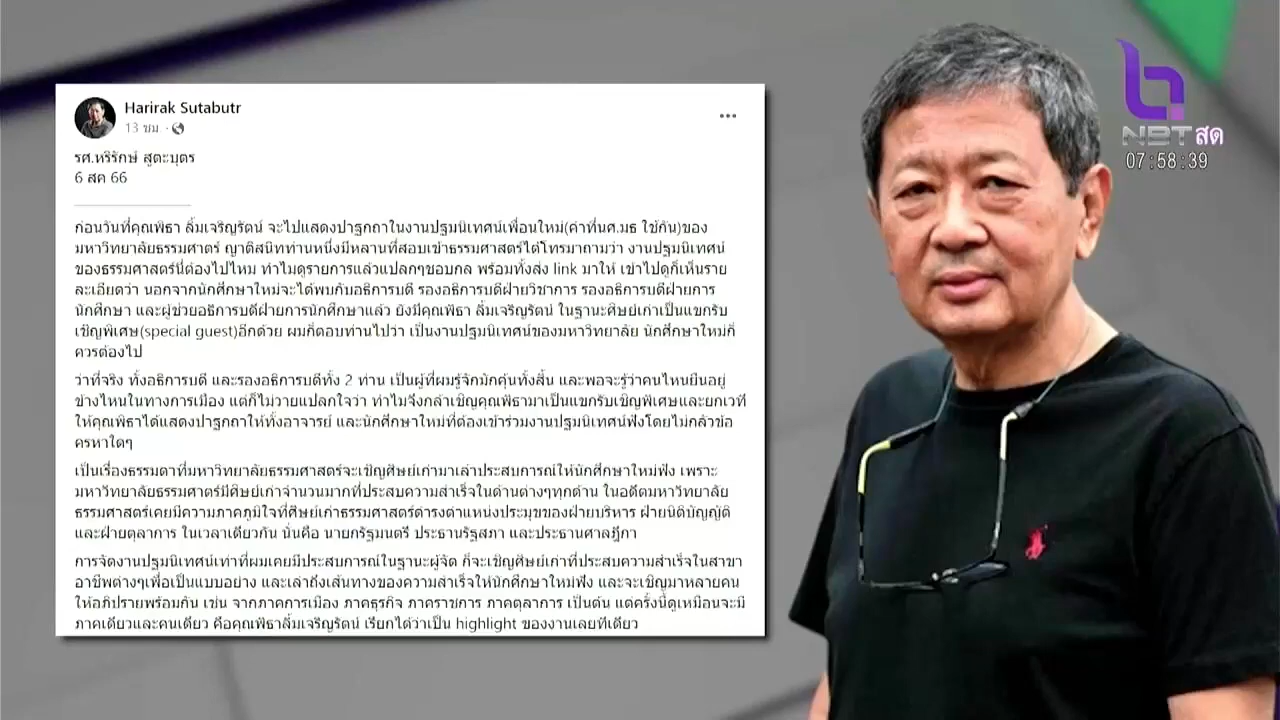 Harirak Sutabutr
13 ชม ·
รศ.หริรักษ์ สูตะบุตร
6 สค 66
ก่อนวันที่คุณพิธา ลิ้มเจริญรัตน์ จะไปแสดงปาฐกถาในงานปฐมนิเทศน์เพื่อนใหม่(คำที่นศ.มธ ใช้กัน)ของ
มหาวิทยาลัยธรรมศาตร์ ญาติสนิทท่านหนึ่งมีหลานที่สอบเข้าธรรมศาสตร์ได้โทรมาถามว่า งานปฐมนิเทศน์
ของธรรมศาสตร์นี่ต้องไปไหม ทำไมดูรายการแล้วแปลกๆชอบกล พร้อมทั้งส่ง link มาให้ เข้าไปดูก็เห็นราย
ละเอียดว่า นอกจากนักศึกษาใหม่จะได้พบกับอธิการบดี รองอธิการบดีฝ่ายวิชาการ รองอธิการบดีฝ่ายการ
นักศึกษา และผู้ช่วยอธิการบดีฝ่ายการนักศึกษาแล้ว ยังมีคุณพิธา ลิ้มเจริญรัตน์ ในฐานะศิษย์เก่าเป็นแขกรับ
เชิญพิเศษ(special guest)อีกด้วย ผมก็ตอบท่านไปว่า เป็นงานปฐมนิเทศน์ของมหาวิทยาลัย นักศึกษาใหม่ก็
ควรต้องไป
ว่าที่จริง ทั้งอธิการบดี และรองอธิการบดีทั้ง 2 ท่าน เป็นผู้ที่ผมรู้จักมักคุ้นทั้งสิ้น และพอจะรู้ว่าคนไหนยืนอยู่
ข้างไหนในทางการเมือง แต่ก็ไม่วายแปลกใจว่า ทำไมจึงกล้าเชิญคุณพิธามาเป็นแขกรับเชิญพิเศษและยกเวที
ให้คุณพิธาได้แสดงปาฐกถาให้ทั้งอาจารย์ และนักศึกษาใหม่ที่ต้องเข้าร่วมงานปฐมนิเทศน์ฟังโดยไม่กลัวข้อ
ครหาใดๆ
เป็นเรื่องธรรมดาที่มหาวิทยาลัยธรรมศาสตร์จะเชิญศิษย์เก่ามาเล่าประสบการณ์ให้นักศึกษาใหม่ฟัง เพราะ
มหาวิทยาลัยธรรมศาตร์มีศิษย์เก่าจำนวนมากที่ประสบความสำเร็จในด้านต่างๆทุกด้าน ในอดีตมหาวิทยาลัย
ธรรมศาสตร์เคยมีความภาคภูมิใจที่ศิษย์เก่าธรรมศาสตร์ดำรงตำแหน่งประมุขของฝ่ายบริหาร ฝ่ายนิติบัญญัติ
และฝ่ายตุลาการ ในเวลาเดียวกัน นั่นคือ นายกรัฐมนตรี ประธานรัฐสภา และประธานศาลฎีกา
การจัดงานปฐมนิเทศน์เท่าที่ผมเคยมีประสบการณ์ในฐานะผู้จัด ก็จะเชิญศิษย์เก่าที่ประสบความสำเร็จในสาขา
อาชีพต่างๆเพื่อเป็นแบบอย่าง และเล่าถึงเส้นทางของความสำเร็จให้นักศึกษาใหม่ฟัง และจะเชิญมาหลายคน
ให้อภิปรายพร้อมกัน เช่น จากภาคการเมือง ภาคธุรกิจ ภาคราชการ ภาคตุลาการ เป็นต้น แต่ครั้งนี้ดูเหมือนจะมี
ภาคเดียวและคนเดียว คือคุณพิธาลิ้มเจริญรัตน์ เรียกได้ว่าเป็น highlight ของงานเลยทีเดียว
NBT สด
07:58:39